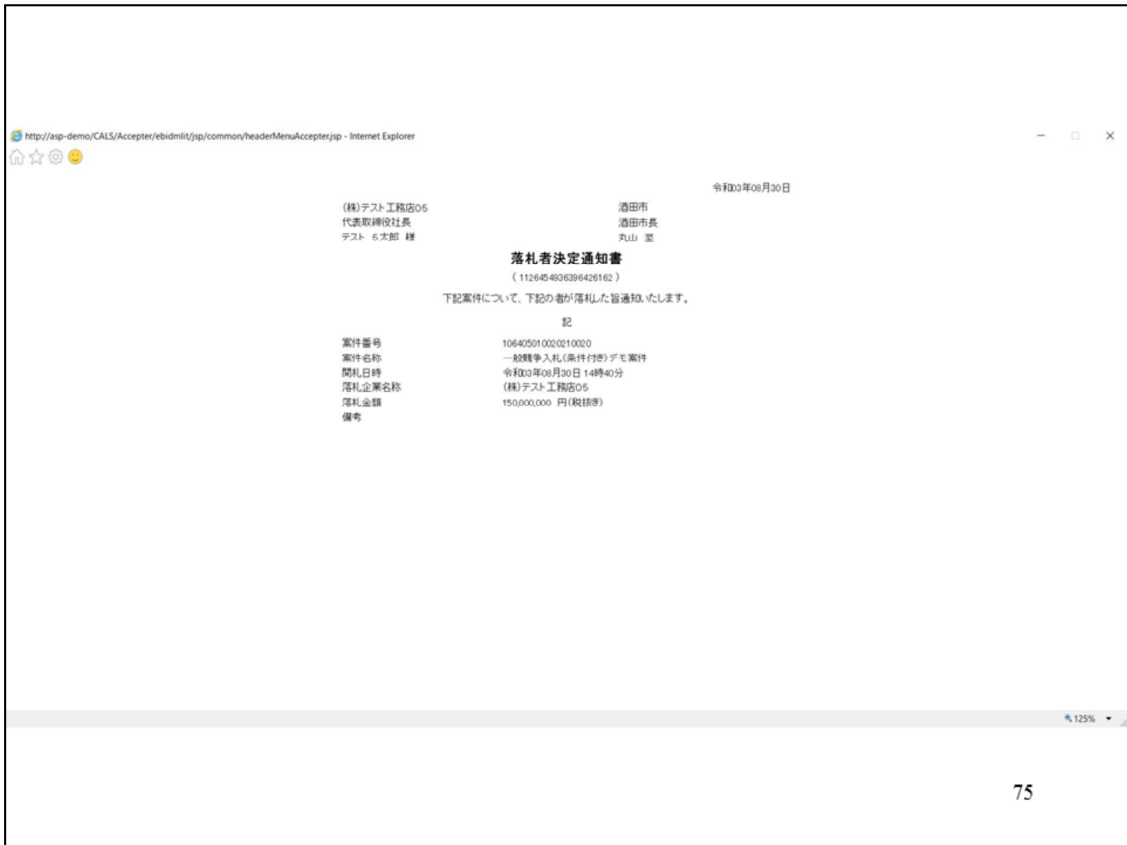 http://asp-demo/CALS/Accepter/ebidmlit/jsp/common/headerMenuAccepter.jsp - Internet Explorer
令和03年08月30日
(株)テスト工務店05 酒田市
代表取締役社長 酒田市長
テスト 5太郎 様 丸山 至
落札者決定通知書
(1126454936396426162)
下記案件について、下記の者が落札した旨通知いたします。
記
案件番号 106405010020210020
案件名称 一般競争入札(条件付き)デモ案件
開札日時 令和03年08月30日 14時40分
落札企業名称 (株)テスト工務店05
落札金額 150,000,000 円(税抜き)
備考
125%
75